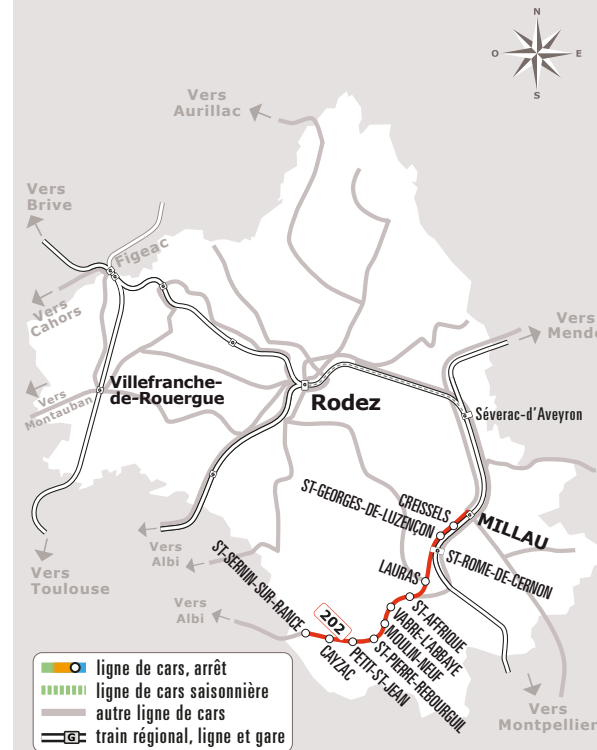 N
O
E
S
Vers
Aurillac
Vers
Brive
Figeac
Vers
Cahors
Vers
Mende
Villefranche-
de-Rouergue
Vers
Montauban
Rodez
Séverac-d'Aveyron
CREISSELS
ST-GEORGES-DE-LUZENÇON
MILLAU
ST-ROME-DE-CERNON
LAURAS
Vers
Albi
Vers
Toulouse
ST-SERNIN-SUR-RANCE
ST-AFFRIQUE
VABRE-L'ABBAYE
MOULIN-NEUF
ST-PIERRE-REBOURGUIL
PETIT-ST-JEAN
CAYZAC
202
Vers
Albi
Vers
Montpellier
ligne de cars, arrêt
ligne de cars saisonnière
autre ligne de cars
G train régional, ligne et gare